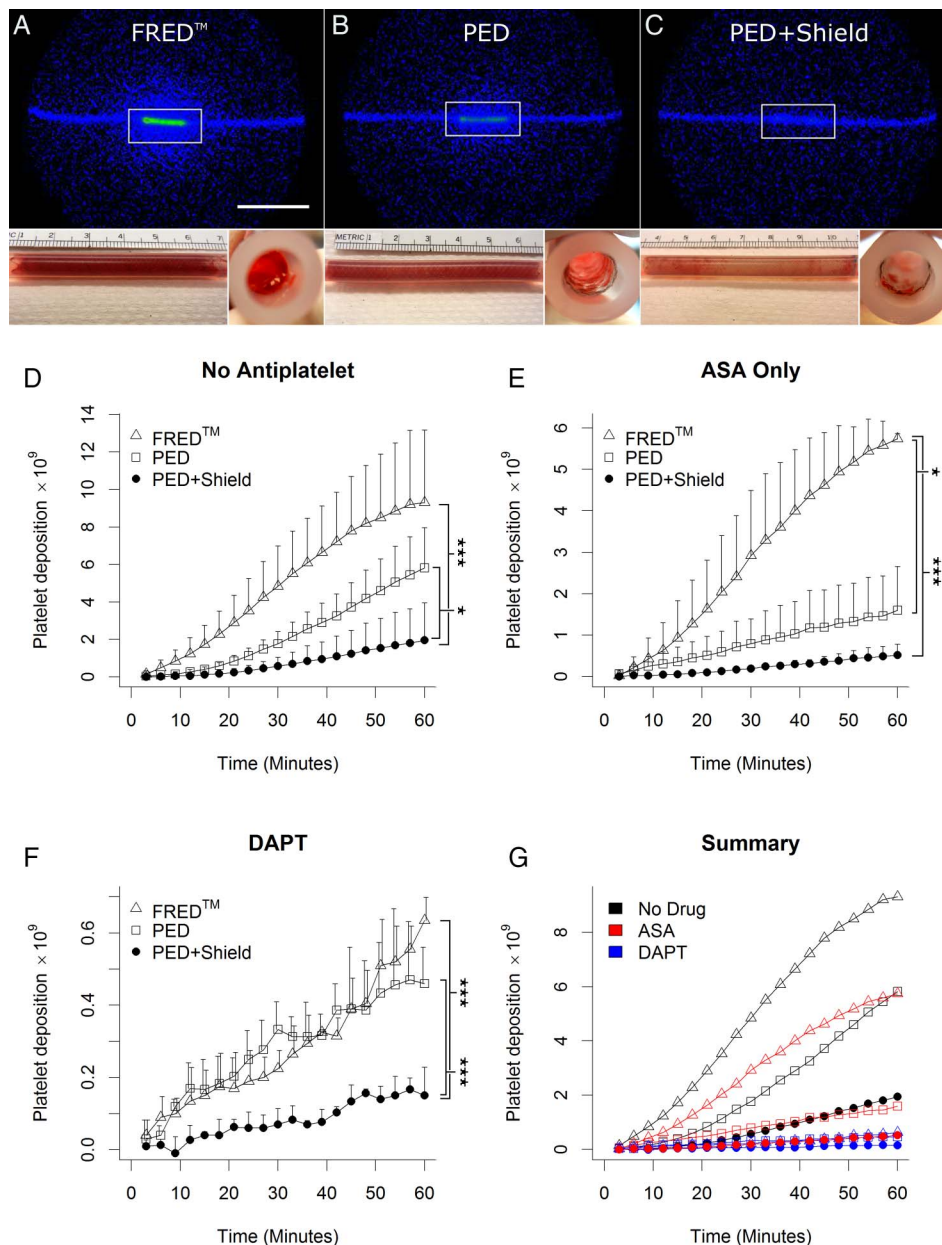 A
FRED™
B
PED
C
PED+Shield
IC/1 2 3 4 5 6 7
METRIC 1 2 3 4 5 6
4 5 6 7 8 9 10
D
No Antiplatelet
Platelet deposition × 10⁹
0 2 4 6 8 10 12 14
FRED™
PED
PED+Shield
***
*
0 10 20 30 40 50 60
Time (Minutes)
E
ASA Only
Platelet deposition × 10⁹
0 1 2 3 4 5 6
FRED™
PED
PED+Shield
*
***
0 10 20 30 40 50 60
Time (Minutes)
F
DAPT
Platelet deposition × 10⁹
0.0 0.2 0.4 0.6
FRED™
PED
PED+Shield
***
***
0 10 20 30 40 50 60
Time (Minutes)
G
Summary
Platelet deposition × 10⁹
0 2 4 6 8
No Drug
ASA
DAPT
0 10 20 30 40 50 60
Time (Minutes)